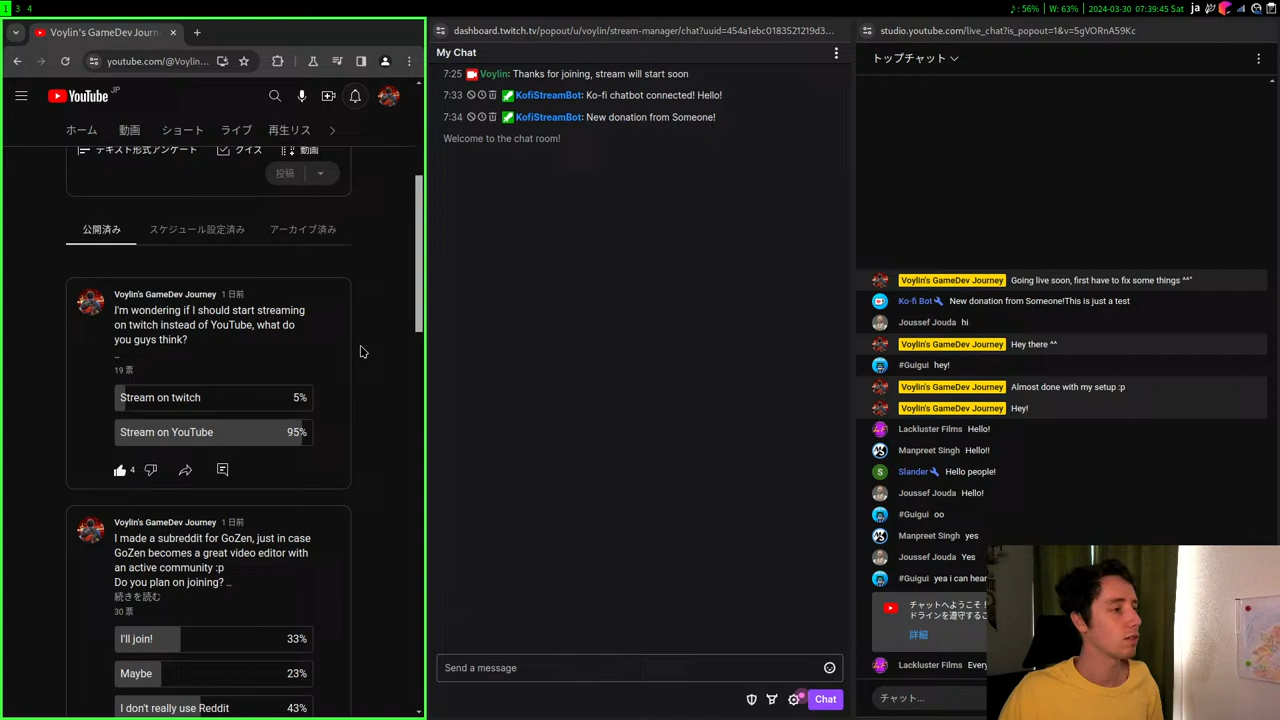 1 3 4
♪: 56% W: 63% 2024-03-30 07:39:45 Sat ja
Voylin's GameDev Journe
youtube.com/@Voylin...
YouTube JP
ホーム 動画 ショート ライブ 再生リス
テキスト形式アンケート クイズ 動画
投稿
公開済み スケジュール設定済み アーカイブ済み
Voylin's GameDev Journey 1 日前
I'm wondering if I should start streaming
on twitch instead of YouTube, what do
you guys think?
..
19 票
Stream on twitch 5%
Stream on YouTube 95%
4
Voylin's GameDev Journey 1 日前
I made a subreddit for GoZen, just in case
GoZen becomes a great video editor with
an active community :p
Do you plan on joining? ..
続きを読む
30 票
I'll join! 33%
Maybe 23%
I don't really use Reddit 43%
dashboard.twitch.tv/popout/u/voylin/stream-manager/chat?uuid=454a1ebc0183521219d3...
My Chat
7:25 Voylin: Thanks for joining, stream will start soon
7:33 KofiStreamBot: Ko-fi chatbot connected! Hello!
7:34 KofiStreamBot: New donation from Someone!
Welcome to the chat room!
Send a message
Chat
studio.youtube.com/live_chat?is_popout=1&v=5gVORnA59Kc
トップチャット
Voylin's GameDev Journey Going live soon, first have to fix some things ^^"
Ko-fi Bot New donation from Someone!This is just a test
Joussef Jouda hi
Voylin's GameDev Journey Hey there ^^
#Guigui hey!
Voylin's GameDev Journey Almost done with my setup :p
Voylin's GameDev Journey Hey!
Lackluster Films Hello!
Manpreet Singh Hello!!
S Slander Hello people!
Joussef Jouda Hello!
#Guigui oo
Manpreet Singh yes
Joussef Jouda Yes
#Guigui yea i can hear
チャットへようこそ！
ドラインを遵守するこ
詳細
Lackluster Films Every
チャット...